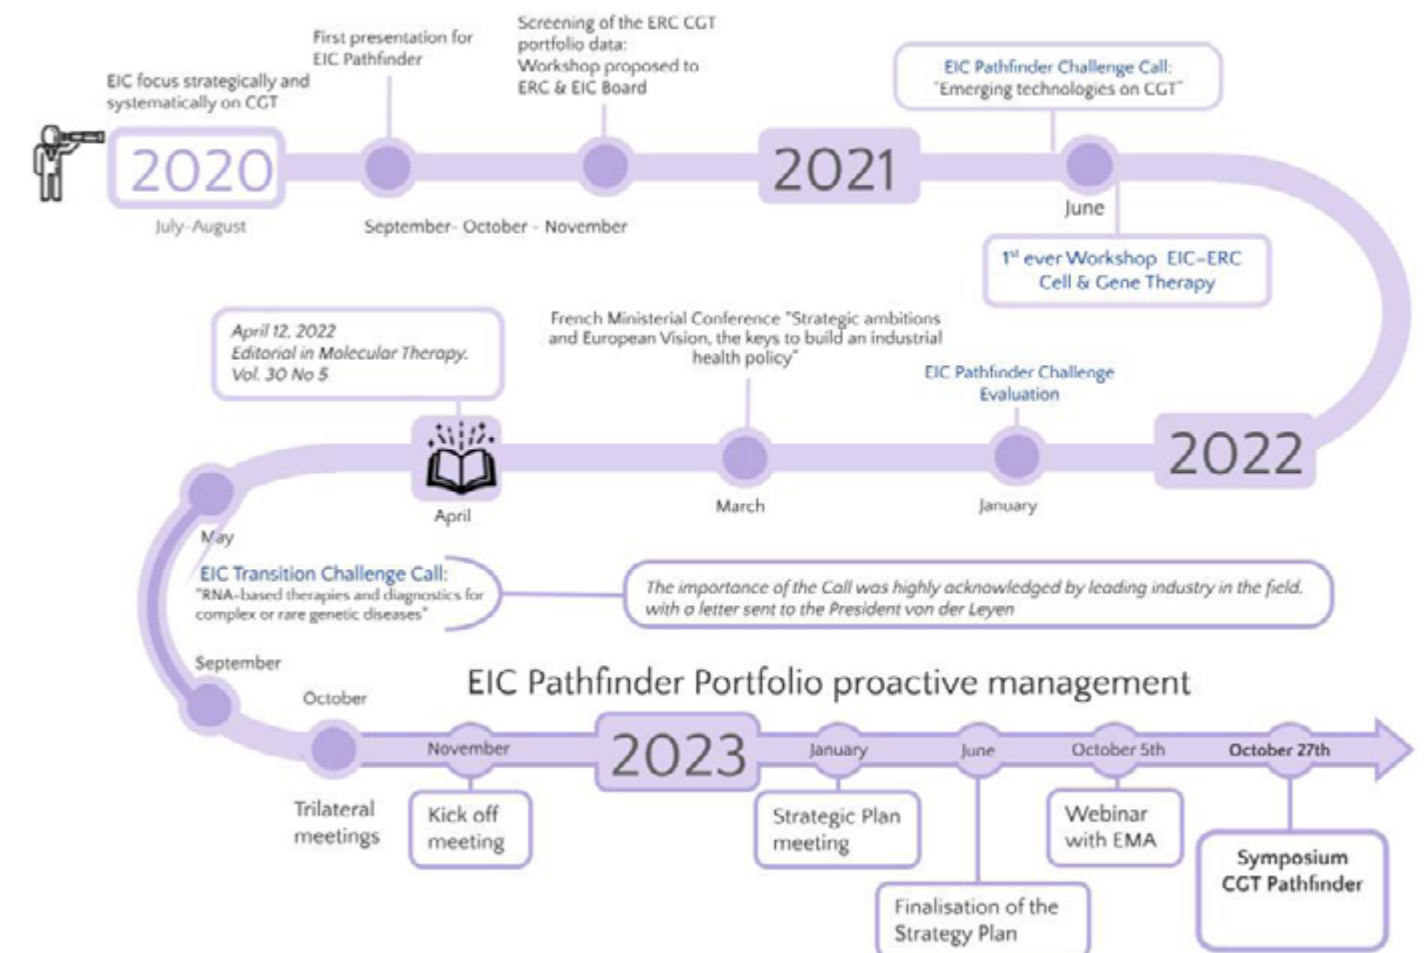 EIC focus strategically and
systematically on CGT
2020
July-August
First presentation for
EIC Pathfinder
Screening of the ERC CGT
portfolio data:
Workshop proposed to
ERC & EIC Board
September- October - November
2021
EIC Pathfinder Challenge Call:
"Emerging technologies on CGT"
June
1st ever Workshop EIC-ERC
Cell & Gene Therapy
2022
EIC Pathfinder Challenge
Evaluation
January
French Ministerial Conference "Strategic ambitions
and European Vision, the keys to build an industrial
health policy"
March
April 12, 2022
Editorial in Molecular Therapy.
Vol. 30 No 5
April
May
EIC Transition Challenge Call:
"RNA-based therapies and diagnostics for
complex or rare genetic diseases"
The importance of the Call was highly acknowledged by leading industry in the field.
with a letter sent to the President von der Leyen
September
October
Trilateral
meetings
EIC Pathfinder Portfolio proactive management
November
Kick off
meeting
2023
January
Strategic Plan
meeting
June
Finalisation of the
Strategy Plan
October 5th
Webinar
with EMA
October 27th
Symposium
CGT Pathfinder